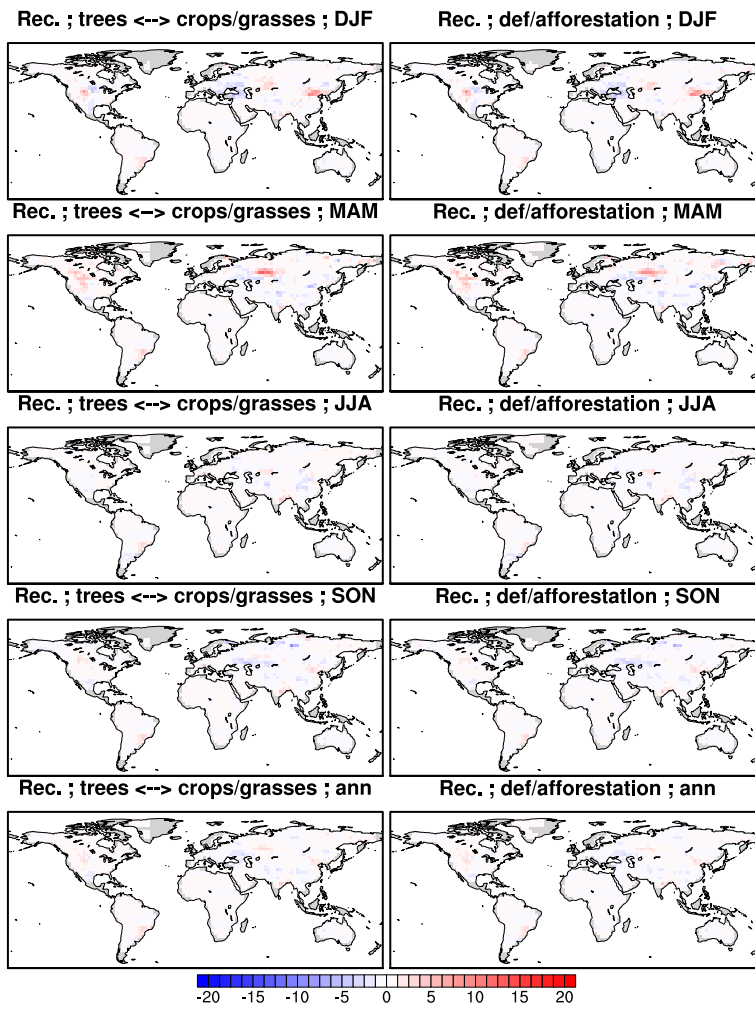 Rec. ; trees <--> crops/grasses ; DJF Rec. ; def/afforestation ; DJF
Rec. ; trees <--> crops/grasses ; MAM Rec. ; def/afforestation ; MAM
Rec. ; trees <--> crops/grasses ; JJA Rec. ; def/afforestation ; JJA
Rec. ; trees <--> crops/grasses ; SON Rec. ; def/afforestation ; SON
Rec. ; trees <--> crops/grasses ; ann Rec. ; def/afforestation ; ann
-20 -15 -10 -5 0 5 10 15 20